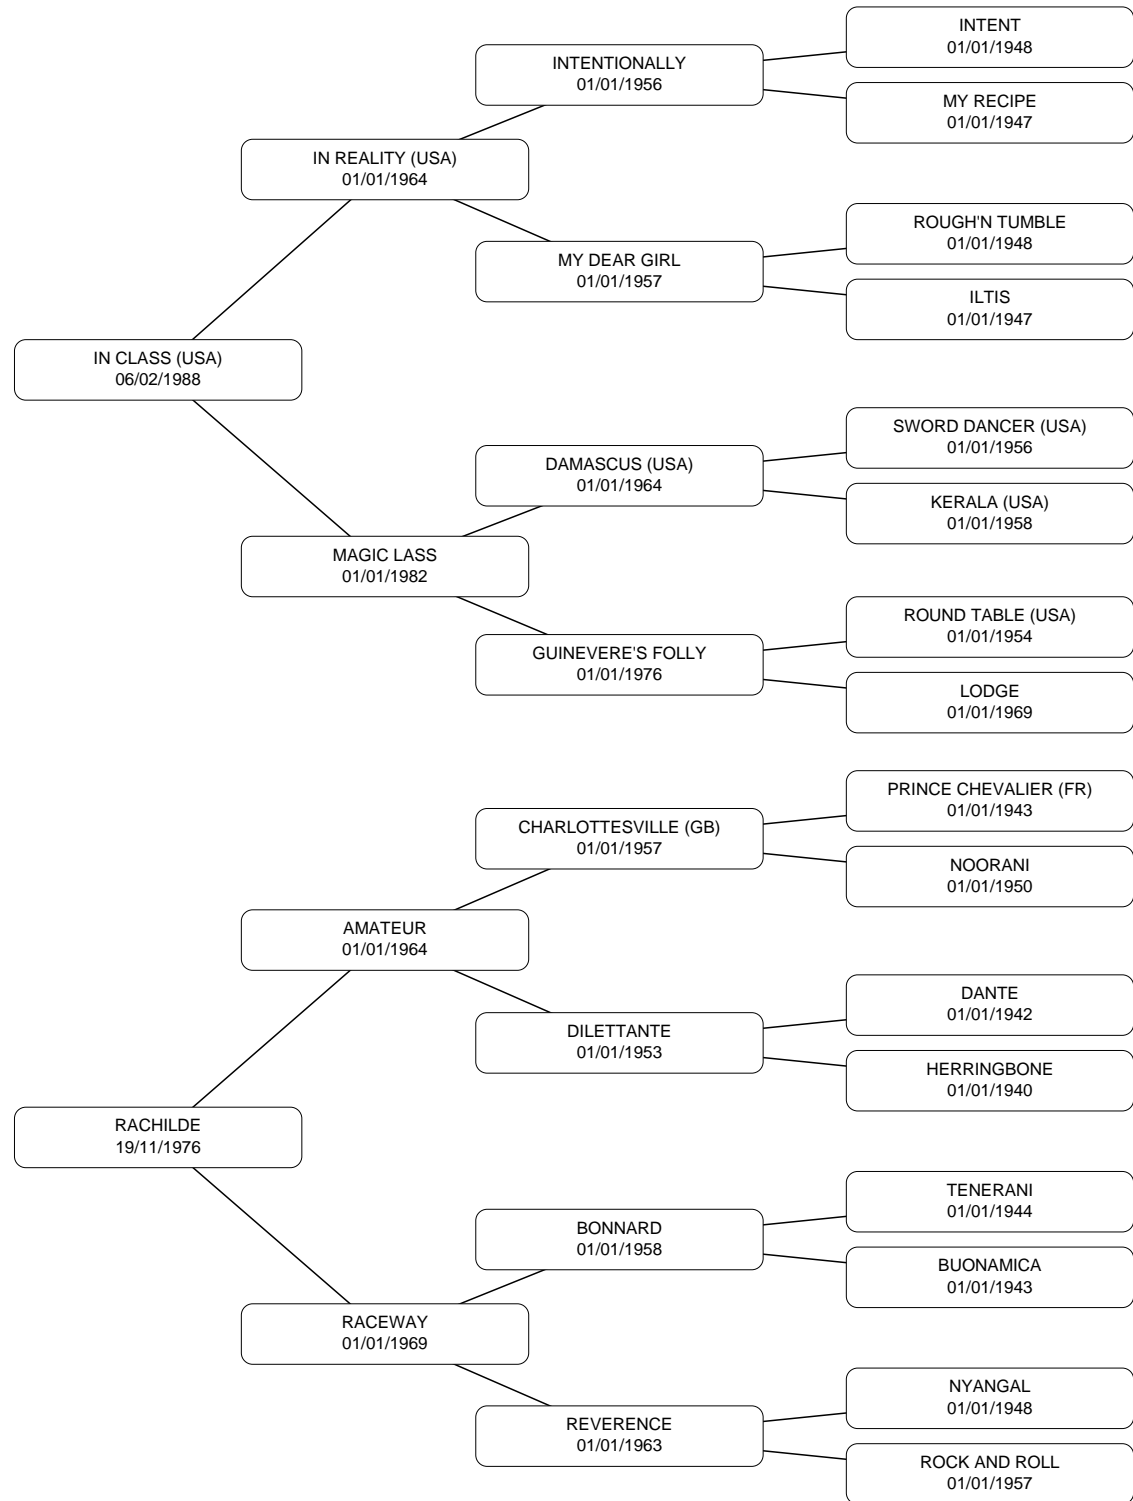 INTENT
01/01/1948
INTENTIONALLY
01/01/1956
MY RECIPE
01/01/1947
IN REALITY (USA)
01/01/1964
ROUGH'N TUMBLE
01/01/1948
MY DEAR GIRL
01/01/1957
ILTIS
01/01/1947
IN CLASS (USA)
06/02/1988
SWORD DANCER (USA)
01/01/1956
DAMASCUS (USA)
01/01/1964
KERALA (USA)
01/01/1958
MAGIC LASS
01/01/1982
ROUND TABLE (USA)
01/01/1954
GUINEVERE'S FOLLY
01/01/1976
LODGE
01/01/1969
PRINCE CHEVALIER (FR)
01/01/1943
CHARLOTTESVILLE (GB)
01/01/1957
NOORANI
01/01/1950
AMATEUR
01/01/1964
DANTE
01/01/1942
DILETTANTE
01/01/1953
HERRINGBONE
01/01/1940
RACHILDE
19/11/1976
TENERANI
01/01/1944
BONNARD
01/01/1958
BUONAMICA
01/01/1943
RACEWAY
01/01/1969
NYANGAL
01/01/1948
REVERENCE
01/01/1963
ROCK AND ROLL
01/01/1957